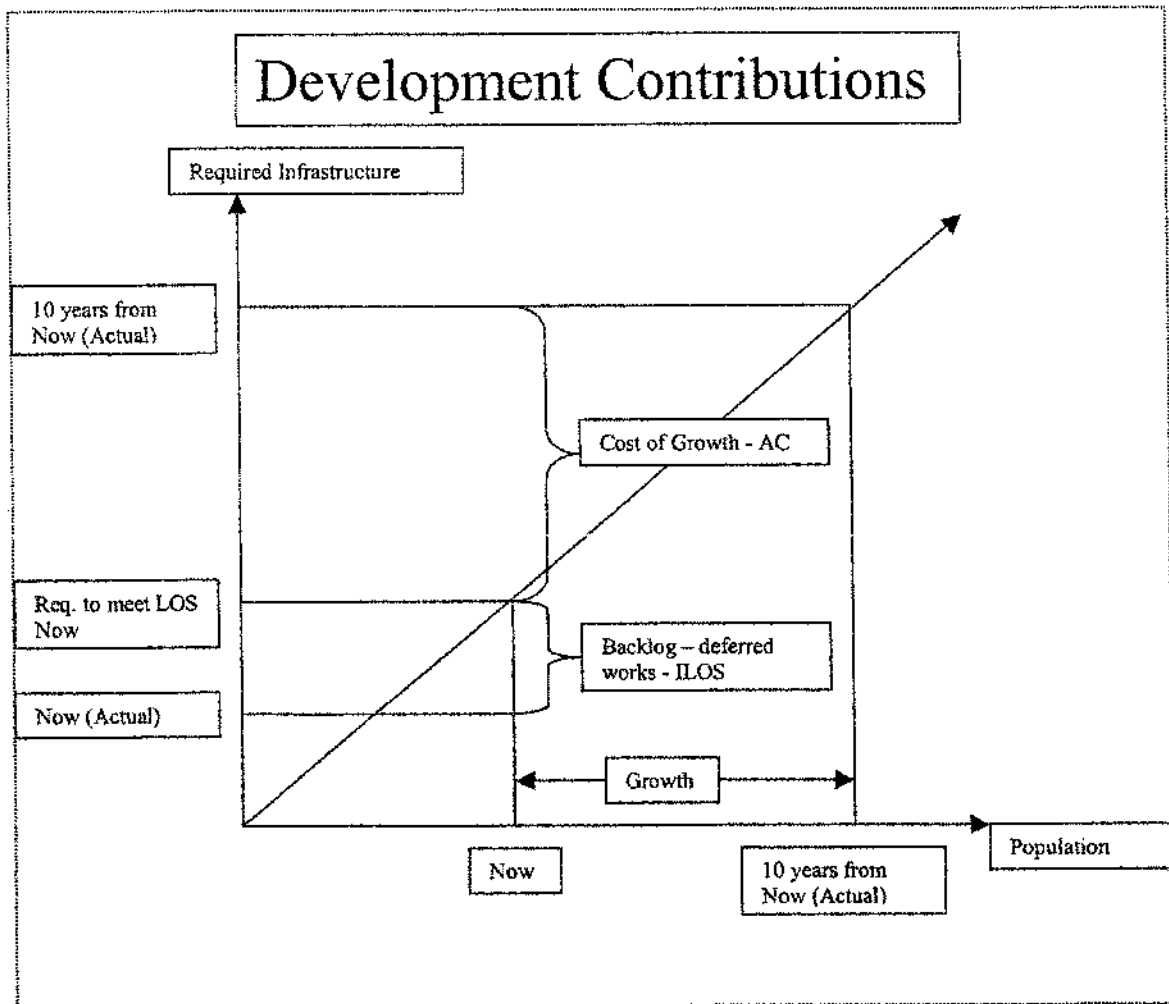 Development Contributions
Required Infrastructure
10 years from
Now (Actual)
Cost of Growth - AC
Req. to meet LOS
Now
Backlog – deferred
works - ILOS
Now (Actual)
Growth
Population
Now
10 years from
Now (Actual)